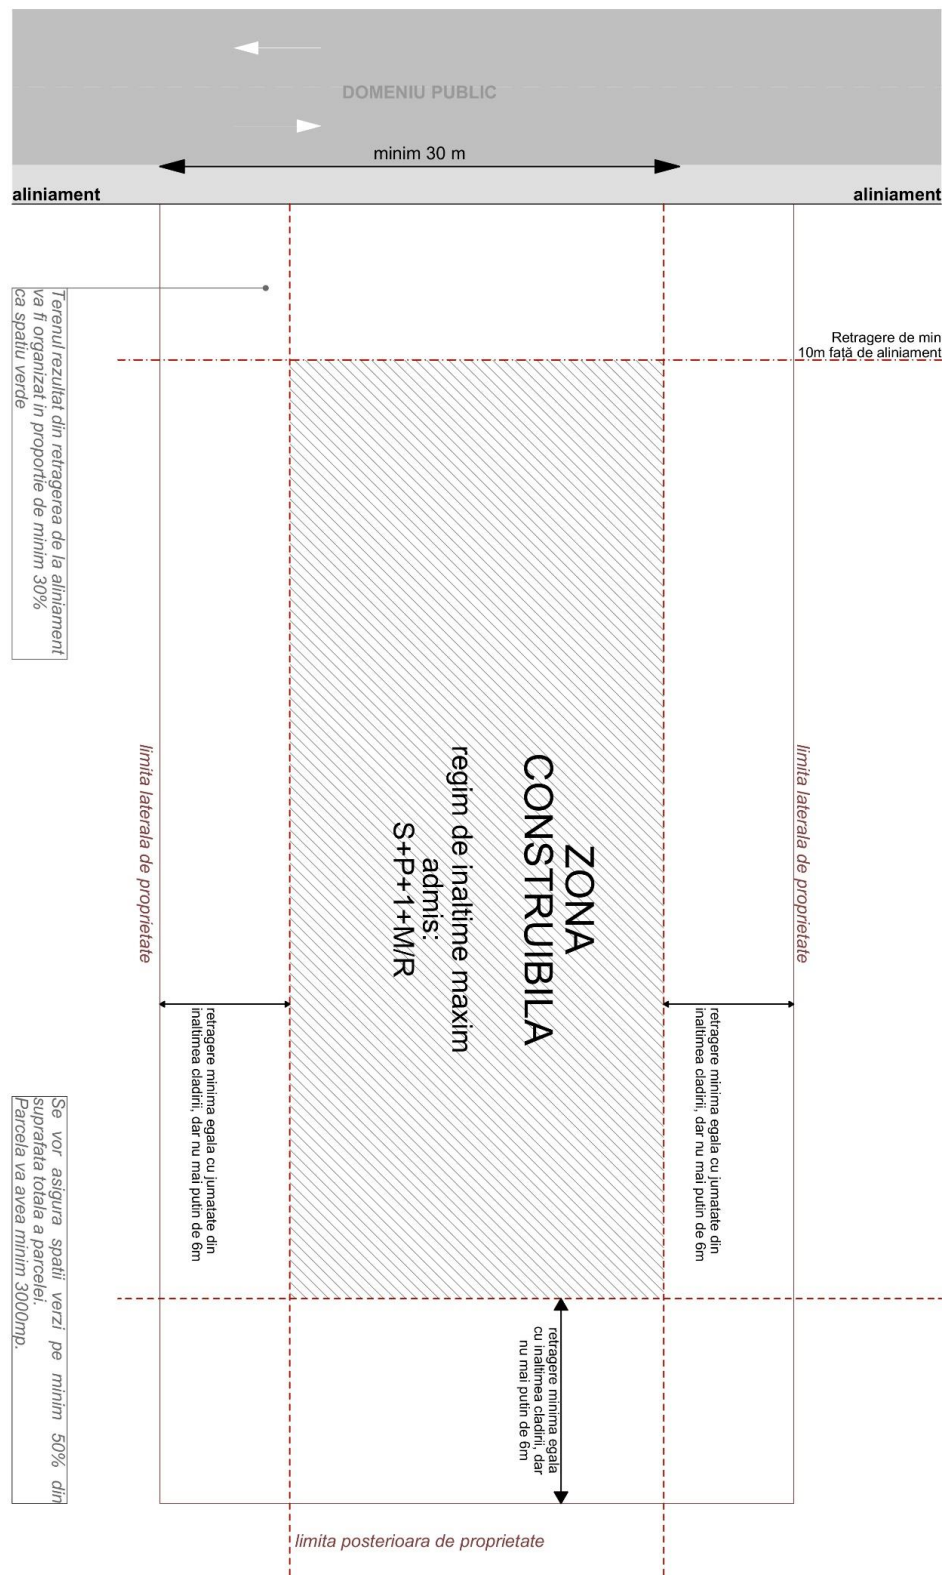 DOMENIU PUBLIC
minim 30 m
aliniament
aliniament
Retragere de min
10m față de aliniament
Terenul rezultat din retragerea de la aliniament
va fi organizat in proportie de minim 30%
ca spatiu verde
limita laterala de proprietate
limita laterala de proprietate
ZONA
CONSTRUIBILA
regim de inaltime maxim
admis:
S+P+1+M/R
retragere minima egala cu jumatate din
inaltimea cladirii, dar nu mai putin de 6m
retragere minima egala cu jumatate din
inaltimea cladirii, dar nu mai putin de 6m
Se vor asigura spatii verzi pe minim 50% din
suprafata totala a parcelei.
Parcela va avea minim 3000mp.
retragere minima egala
cu inaltimea cladirii, dar
nu mai putin de 6m
limita posterioara de proprietate